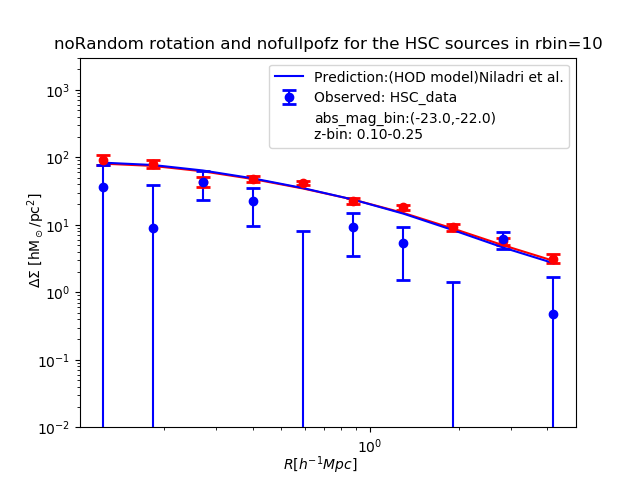 noRandom rotation and nofullpofz for the HSC sources in rbin=10
Prediction:(HOD model)Niladri et al.
Observed: HSC_data
abs_mag_bin:(-23.0,-22.0)
z-bin: 0.10-0.25
10³
10²
10¹
10⁰
10⁻¹
10⁻²
ΔΣ [hM⊙/pc²]
10⁰
R[h⁻¹Mpc]